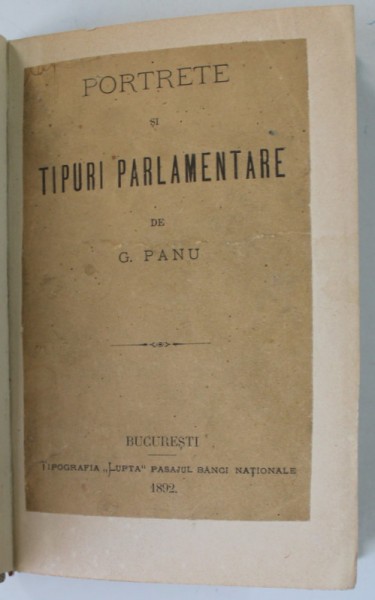 PORTRETE
ȘI
TIPURI PARLAMENTARE
DE
G. PANU
BUCUREȘTI
TIPOGRAFIA „LUPTA" PASAJUL BANCI NAȚIONALE
1892.